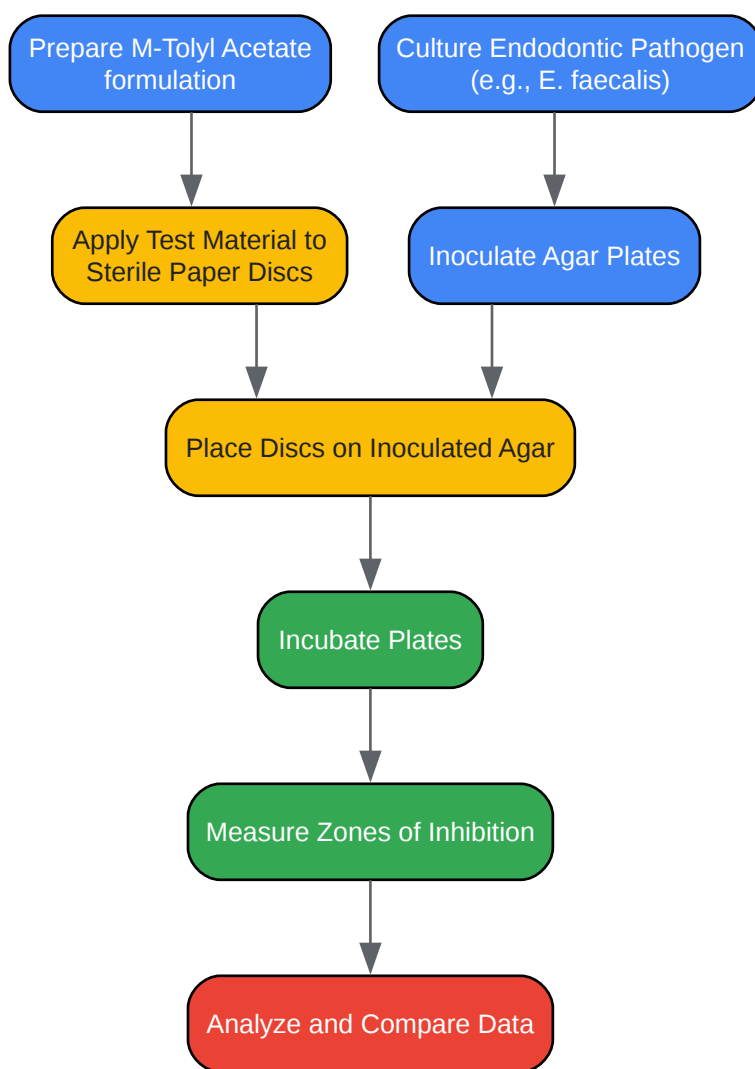 Prepare M-Tolyl Acetate
formulation
Culture Endodontic Pathogen
(e.g., E. faecalis)
Apply Test Material to
Sterile Paper Discs
Inoculate Agar Plates
Place Discs on Inoculated Agar
Incubate Plates
Measure Zones of Inhibition
Analyze and Compare Data